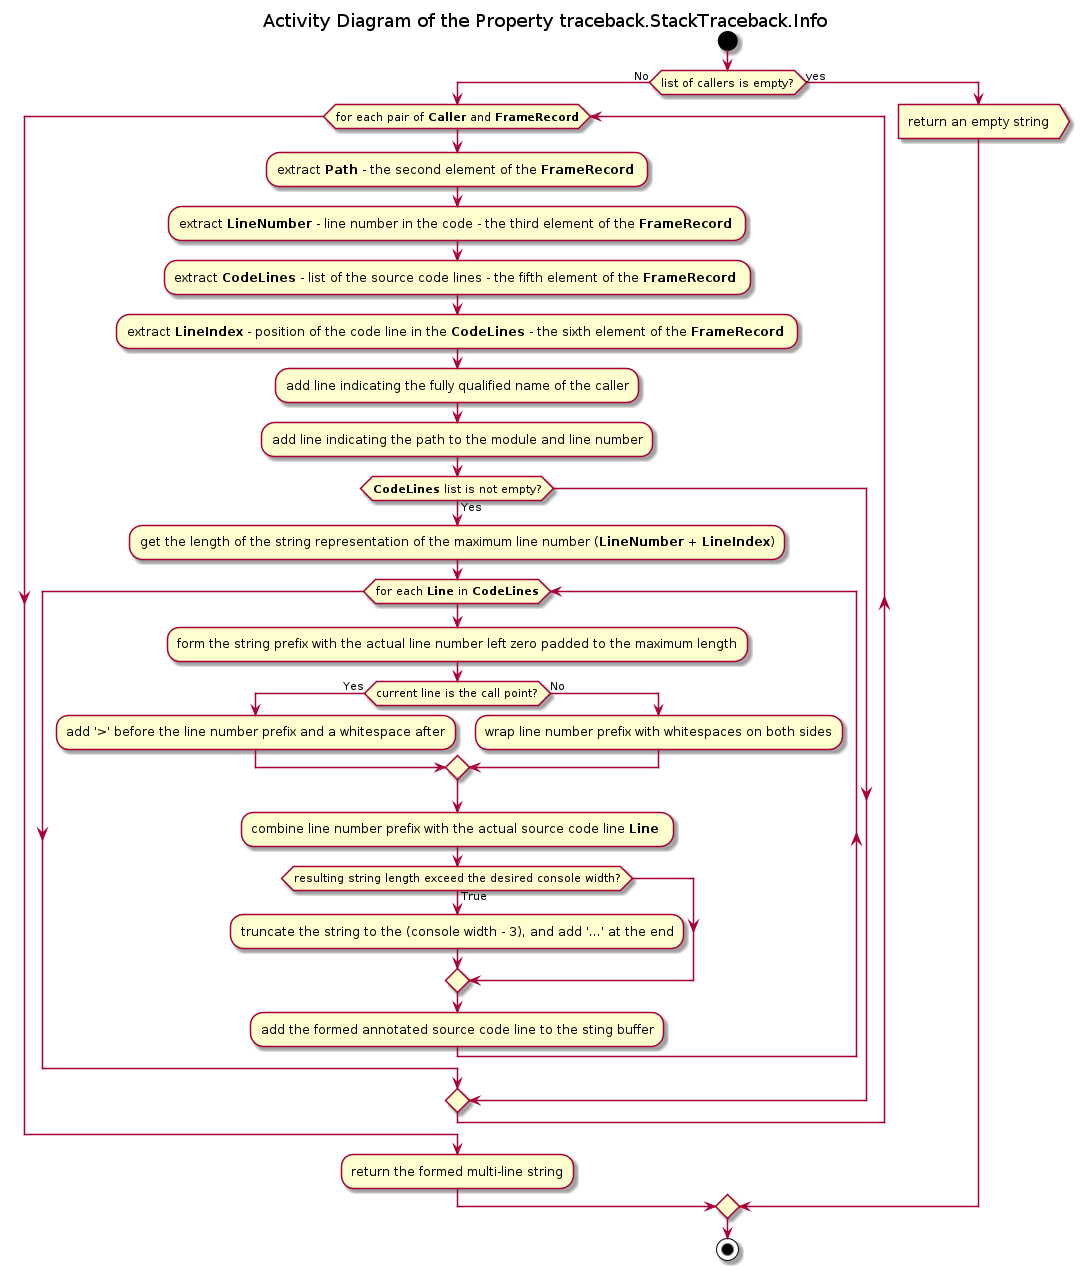 Activity Diagram of the Property traceback.StackTraceback.Info
list of callers is empty?
No
yes
return an empty string
for each pair of Caller and FrameRecord
extract Path - the second element of the FrameRecord
extract LineNumber - line number in the code - the third element of the FrameRecord
extract CodeLines - list of the source code lines - the fifth element of the FrameRecord
extract LineIndex - position of the code line in the CodeLines - the sixth element of the FrameRecord
add line indicating the fully qualified name of the caller
add line indicating the path to the module and line number
CodeLines list is not empty?
Yes
get the length of the string representation of the maximum line number (LineNumber + LineIndex)
for each Line in CodeLines
form the string prefix with the actual line number left zero padded to the maximum length
current line is the call point?
Yes
No
add '>' before the line number prefix and a whitespace after
wrap line number prefix with whitespaces on both sides
combine line number prefix with the actual source code line Line
resulting string length exceed the desired console width?
True
truncate the string to the (console width - 3), and add '...' at the end
add the formed annotated source code line to the sting buffer
return the formed multi-line string